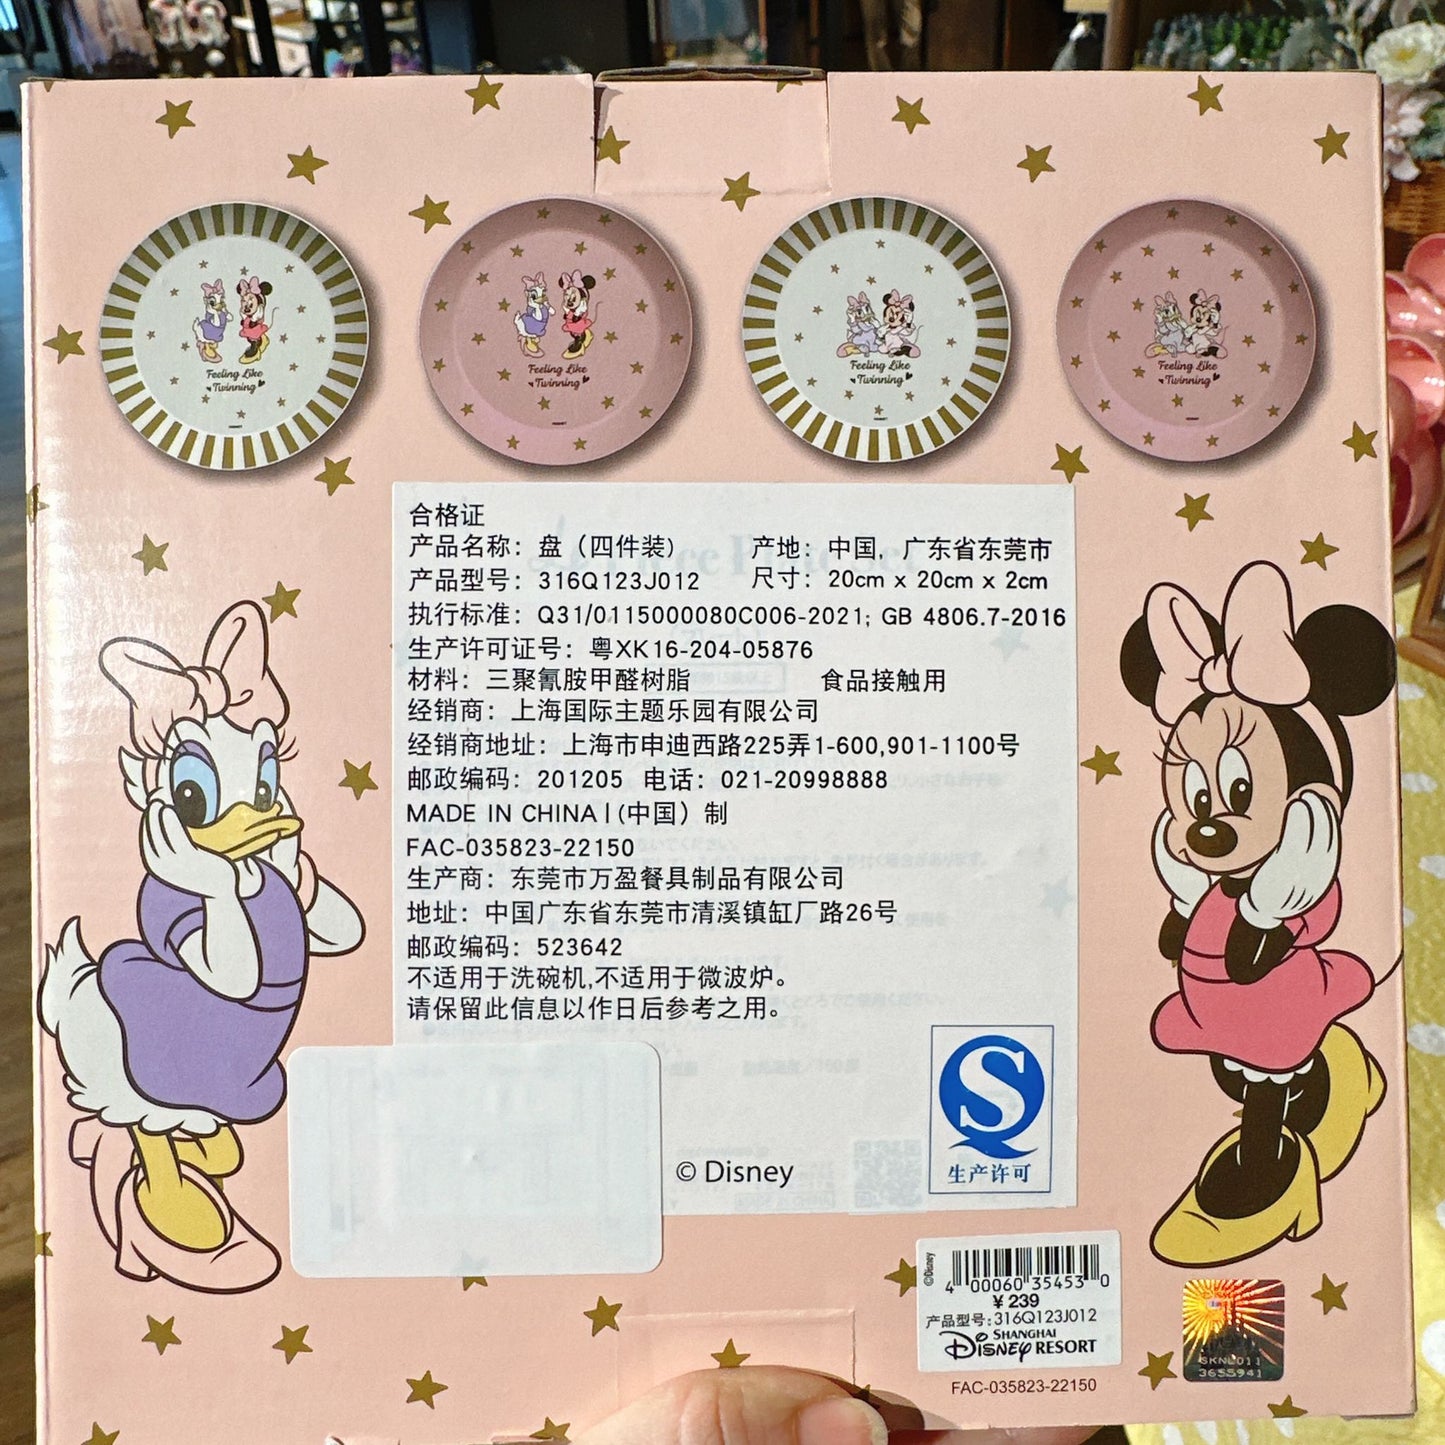 Feeling Like
Twinning
Feeling Like
Twinning
Feeling Like
Twinning
Feeling Like
Twinning
合格证
产品名称：盘（四件装） 产地：中国，广东省东莞市
产品型号：316Q123J012 尺寸：20cm x 20cm x 2cm
执行标准：Q31/0115000080C006-2021; GB 4806.7-2016
生产许可证号：粤XK16-204-05876
材料：三聚氰胺甲醛树脂 食品接触用
经销商：上海国际主题乐园有限公司
经销商地址：上海市申迪西路225弄1-600,901-1100号
邮政编码：201205 电话：021-20998888
MADE IN CHINA | (中国）制
FAC-035823-22150
生产商：东莞市万盈餐具制品有限公司
地址：中国广东省东莞市清溪镇缸厂路26号
邮政编码：523642
不适用于洗碗机,不适用于微波炉。
请保留此信息以作日后参考之用。
© Disney
生产许可
©Disney
4 00060 35453 0
¥ 239
产品型号:316Q123J012
SHANGHAI
DISNEY RESORT
FAC-035823-22150
SKNL011
3655941